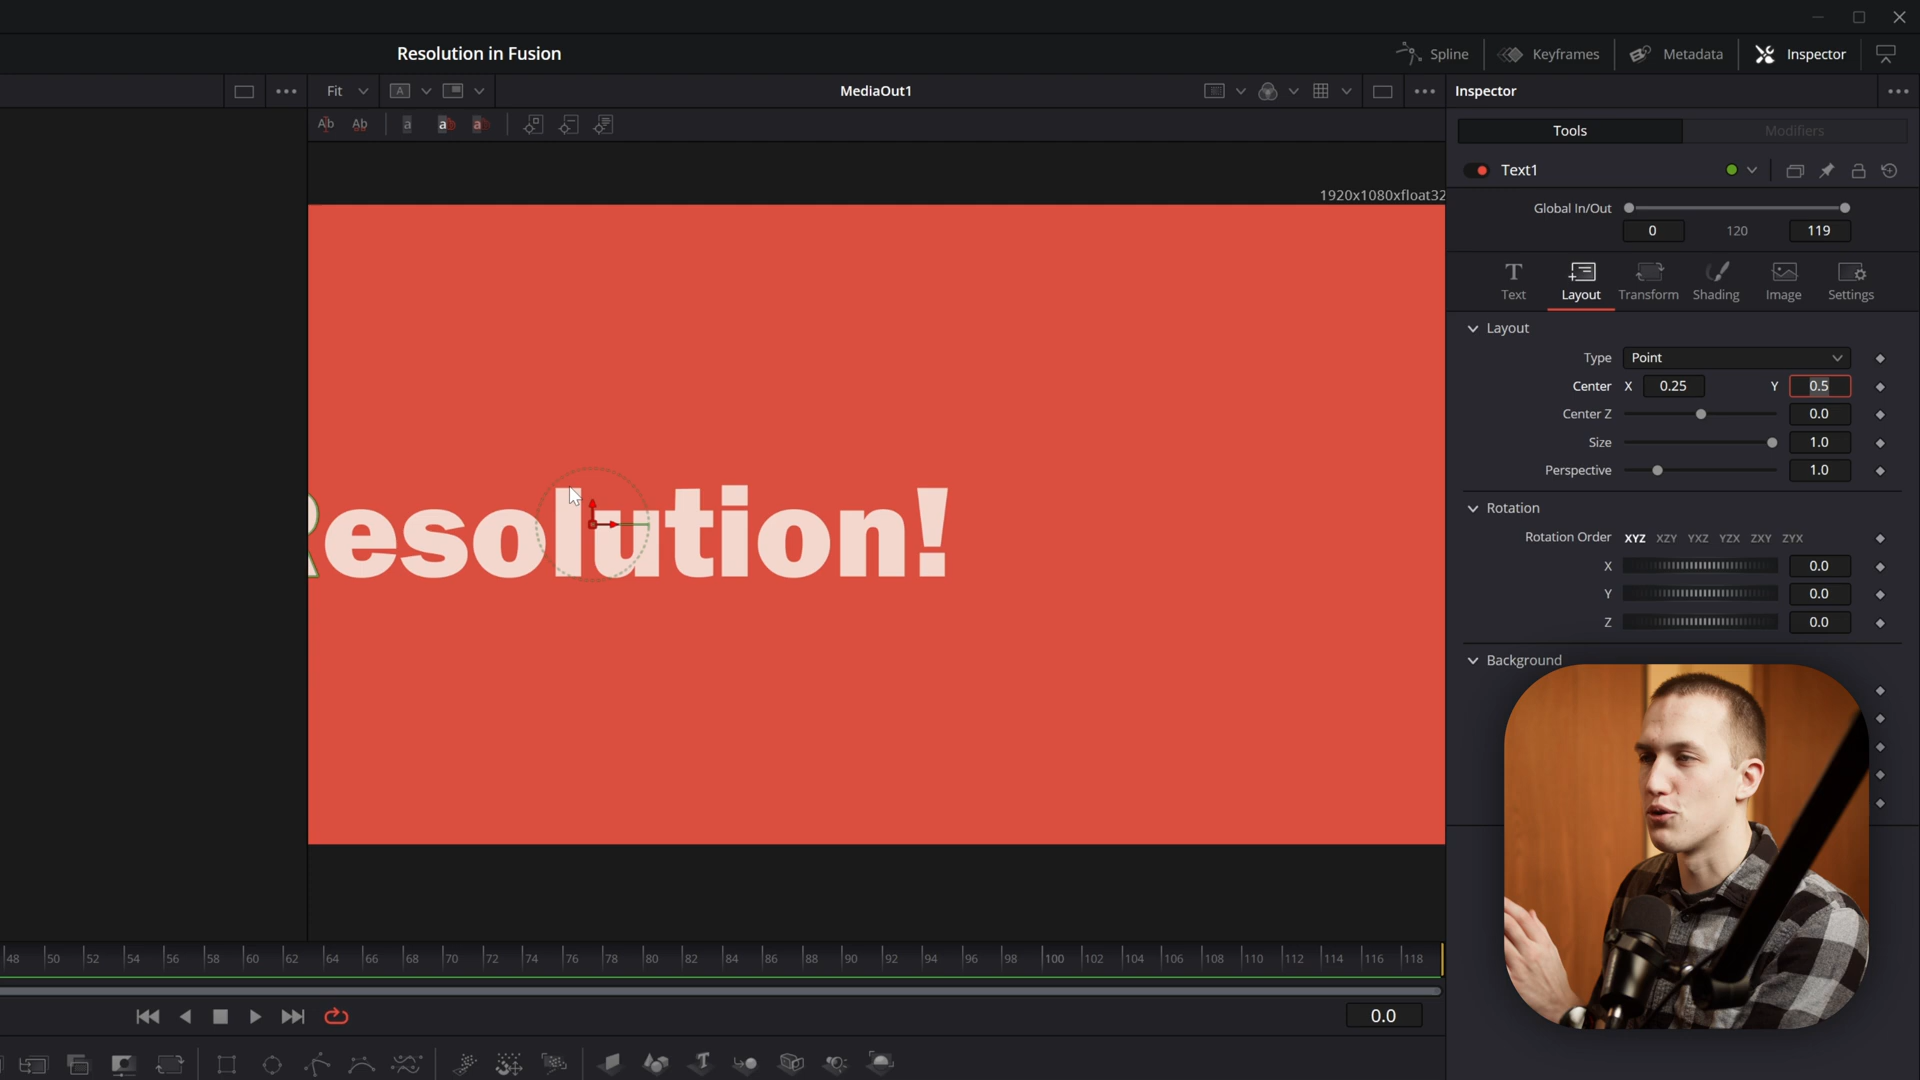 Resolution in Fusion
Spline
Keyframes
Metadata
Inspector
Fit
A
MediaOut1
Inspector
Ab
Ab
a
a
a
Tools
Modifiers
1920x1080xfloat32
Text1
Global In/Out
0
120
119
Text
Layout
Transform
Shading
Image
Settings
Layout
Type
Point
Center
X
0.25
Y
0.5
Center Z
0.0
Size
1.0
Perspective
1.0
Resolution!
Rotation
Rotation Order
XYZ
XZY
YXZ
YZX
ZXY
ZYX
X
0.0
Y
0.0
Z
0.0
Background
48 50 52 54 56 58 60 62 64 66 68 70 72 74 76 78 80 82 84 86 88 90 92 94 96 98 100 102 104 106 108 110 112 114 116 118
0.0